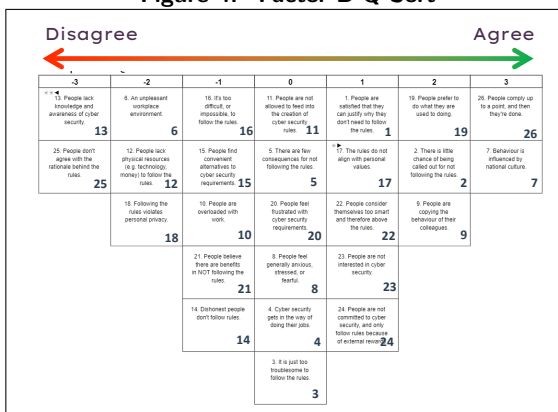 Figure Factor B Q-Sort
Disagree
Agree
-3
-2
-1
0
1
2
3
13. People lack
knowledge and
awareness of cyber
security.
13
6. An unpleasant
workplace
environment.
6
16. It's too
difficult, or
impossible, to
follow the rules.
16
11. People are not
allowed to feed into
the creation of
cyber security
rules.
11
1. People are
satisfied that they
can justify why they
don't need to follow
the rules.
1
19. People prefer to
do what they are
used to doing.
19
26. People comply up
to a point, and then
they're done.
26
25. People don't
agree with the
rationale behind the
rules.
25
12. People lack
physical resources
(e.g. technology,
money) to follow the
rules.
12
15. People find
convenient
alternatives to
cyber security
requirements.
15
5. There are few
consequences for not
following the rules.
5
17. The rules do not
align with personal
values.
17
2. There is little
chance of being
called out for not
following the rules.
2
7. Behaviour is
influenced by
national culture.
7
18. Following the
rules violates
personal privacy.
18
10. People are
overloaded with
work.
10
20. People feel
frustrated with
cyber security
requirements.
20
22. People consider
themselves too smart
and therefore above
the rules.
22
9. People are
copying the
behaviour of their
colleagues.
9
21. People believe
there are benefits
in NOT following the
rules.
21
8. People feel
generally anxious,
stressed, or
fearful.
8
23. People are not
interested in cyber
security.
23
14. Dishonest people
don't follow rules.
14
4. Cyber security
gets in the way of
doing their jobs.
4
24. People are not
committed to cyber
security, and only
follow rules because
of external rewards.
24
3. It is just too
troublesome to
follow the rules.
3